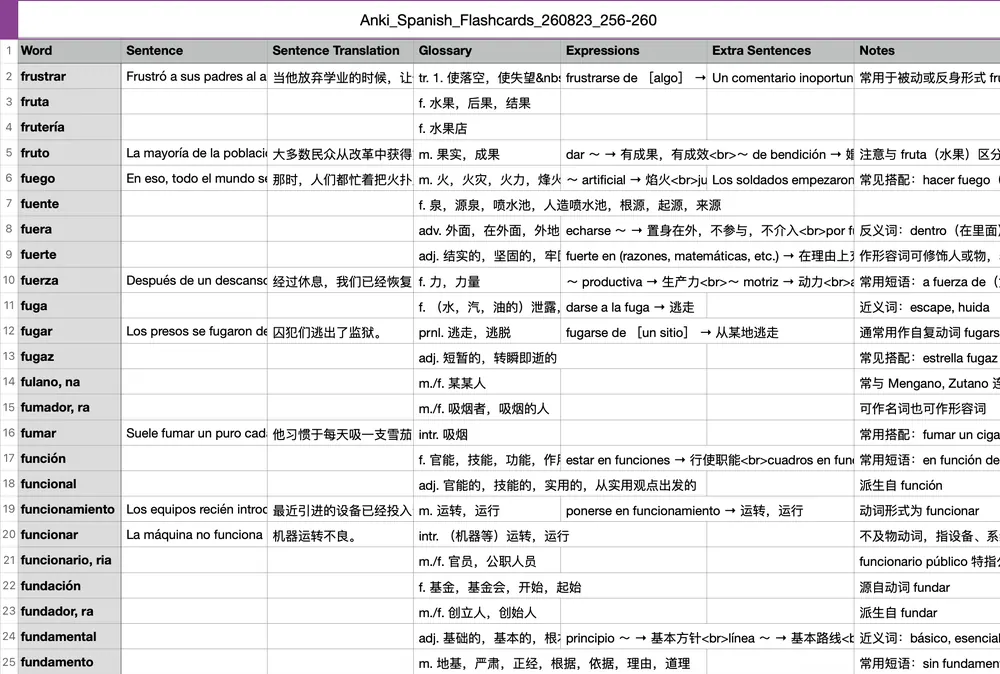 Anki_Spanish_Flashcards_260823_256-260
1 Word Sentence Sentence Translation Glossary Expressions Extra Sentences Notes
2 frustrar Frustró a sus padres al a 当他放弃学业的时候，让 tr. 1. 使落空，使失望&nbs frustrarse de ［algo］ → Un comentario inoportun 常用于被动或反身形式 fru
3 fruta f. 水果，后果，结果
4 frutería f. 水果店
5 fruto La mayoría de la població 大多数民众从改革中获得 m. 果实，成果 dar ～ → 有成果，有成效<br>～ de bendición → 注意与 fruta（水果）区分
6 fuego En eso, todo el mundo se 那时，人们都忙着把火扑 m. 火，火灾，火力，烽火 ～ artificial → 焰火<br>ju Los soldados empezaron 常见搭配：hacer fuego（
7 fuente f. 泉，源泉，喷水池，人造喷水池，根源，起源，来源
8 fuera adv. 外面，在外面，外地 echarse ～ → 置身在外，不参与，不介入<br>por fu 反义词：dentro（在里面）
9 fuerte adj. 结实的，坚固的，牢 fuerte en (razones, matemáticas, etc.) → 在理由上 作形容词可修饰人或物，
10 fuerza Después de un descanso 经过休息，我们已经恢复 f. 力，力量 ～ productiva → 生产力<br>～ motriz → 动力<br>a 常用短语：a fuerza de（
11 fuga f. （水，汽，油的）泄露， darse a la fuga → 逃走 近义词：escape, huida
12 fugar Los presos se fugaron de 囚犯们逃出了监狱。 prnl. 逃走，逃脱 fugarse de ［un sitio］ → 从某地逃走 通常用作自复动词 fugars
13 fugaz adj. 短暂的，转瞬即逝的 常见搭配：estrella fugaz
14 fulano, na m./f. 某某人 常与 Mengano, Zutano 连
15 fumador, ra m./f. 吸烟者，吸烟的人 可作名词也可作形容词
16 fumar Suele fumar un puro cad 他习惯于每天吸一支雪茄 intr. 吸烟 常用搭配：fumar un ciga
17 función f. 官能，技能，功能，作用 estar en funciones → 行使职能<br>cuadros en fun 常用短语：en función de
18 funcional adj. 官能的，技能的，实用的，从实用观点出发的 派生自 función
19 funcionamiento Los equipos recién introd 最近引进的设备已经投入 m. 运转，运行 ponerse en funcionamiento → 运转，运行 动词形式为 funcionar
20 funcionar La máquina no funciona 机器运转不良。 intr. （机器等）运转，运行 不及物动词，指设备、系
21 funcionario, ria m./f. 官员，公职人员 funcionario público 特指
22 fundación f. 基金，基金会，开始，起始 源自动词 fundar
23 fundador, ra m./f. 创立人，创始人 派生自 fundar
24 fundamental adj. 基础的，基本的，根 principio ～ → 基本方针<br>línea ～ → 基本路线<b 近义词：básico, esencial
25 fundamento m. 地基，严肃，正经，根据，依据，理由，道理 常用短语：sin fundamen